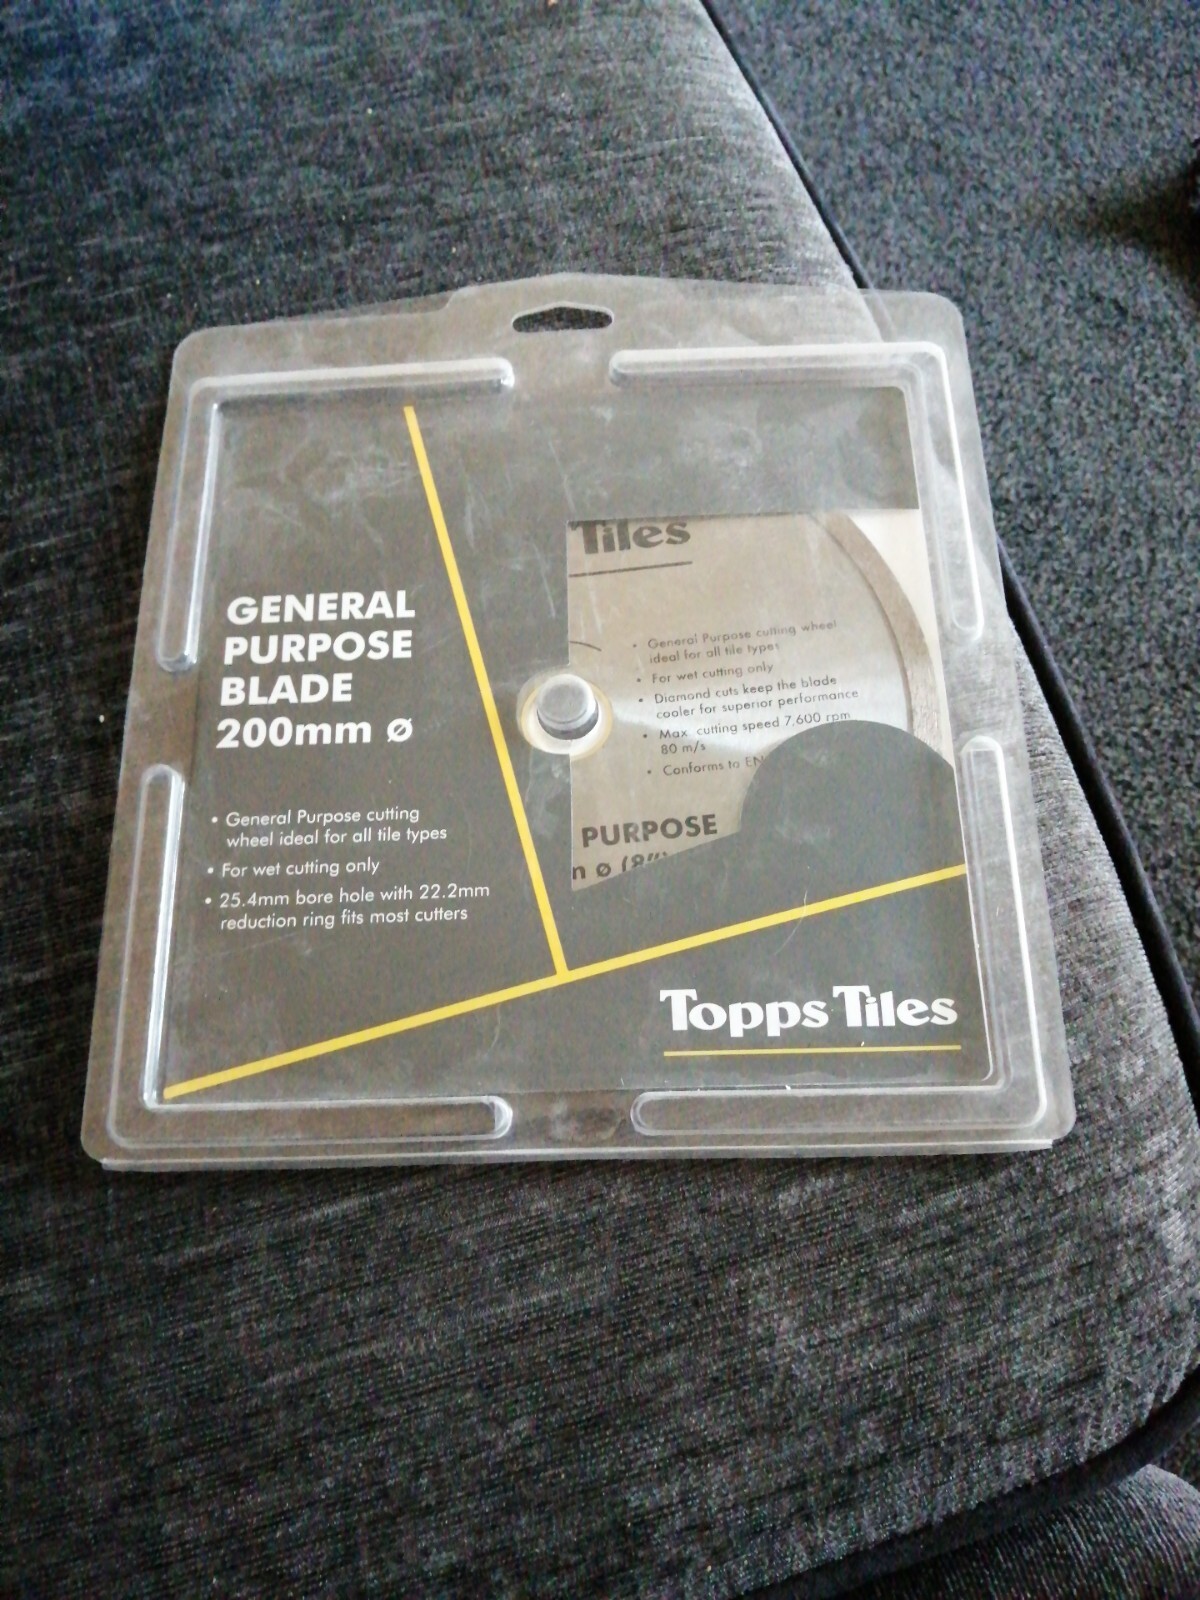 GENERAL
PURPOSE
BLADE
200mm ø
• General Purpose cutting
wheel ideal for all tile types
• For wet cutting only
• 25.4mm bore hole with 22.2mm
reduction ring fits most cutters
Tiles
• General Purpose cutting wheel
ideal for all tile types
• For wet cutting only
• Diamond cuts keep the blade
cooler for superior performance
• Max cutting speed 7,600 rpm
80 m/s
• Conforms to EN
PURPOSE
n ø (8")
Topps Tiles